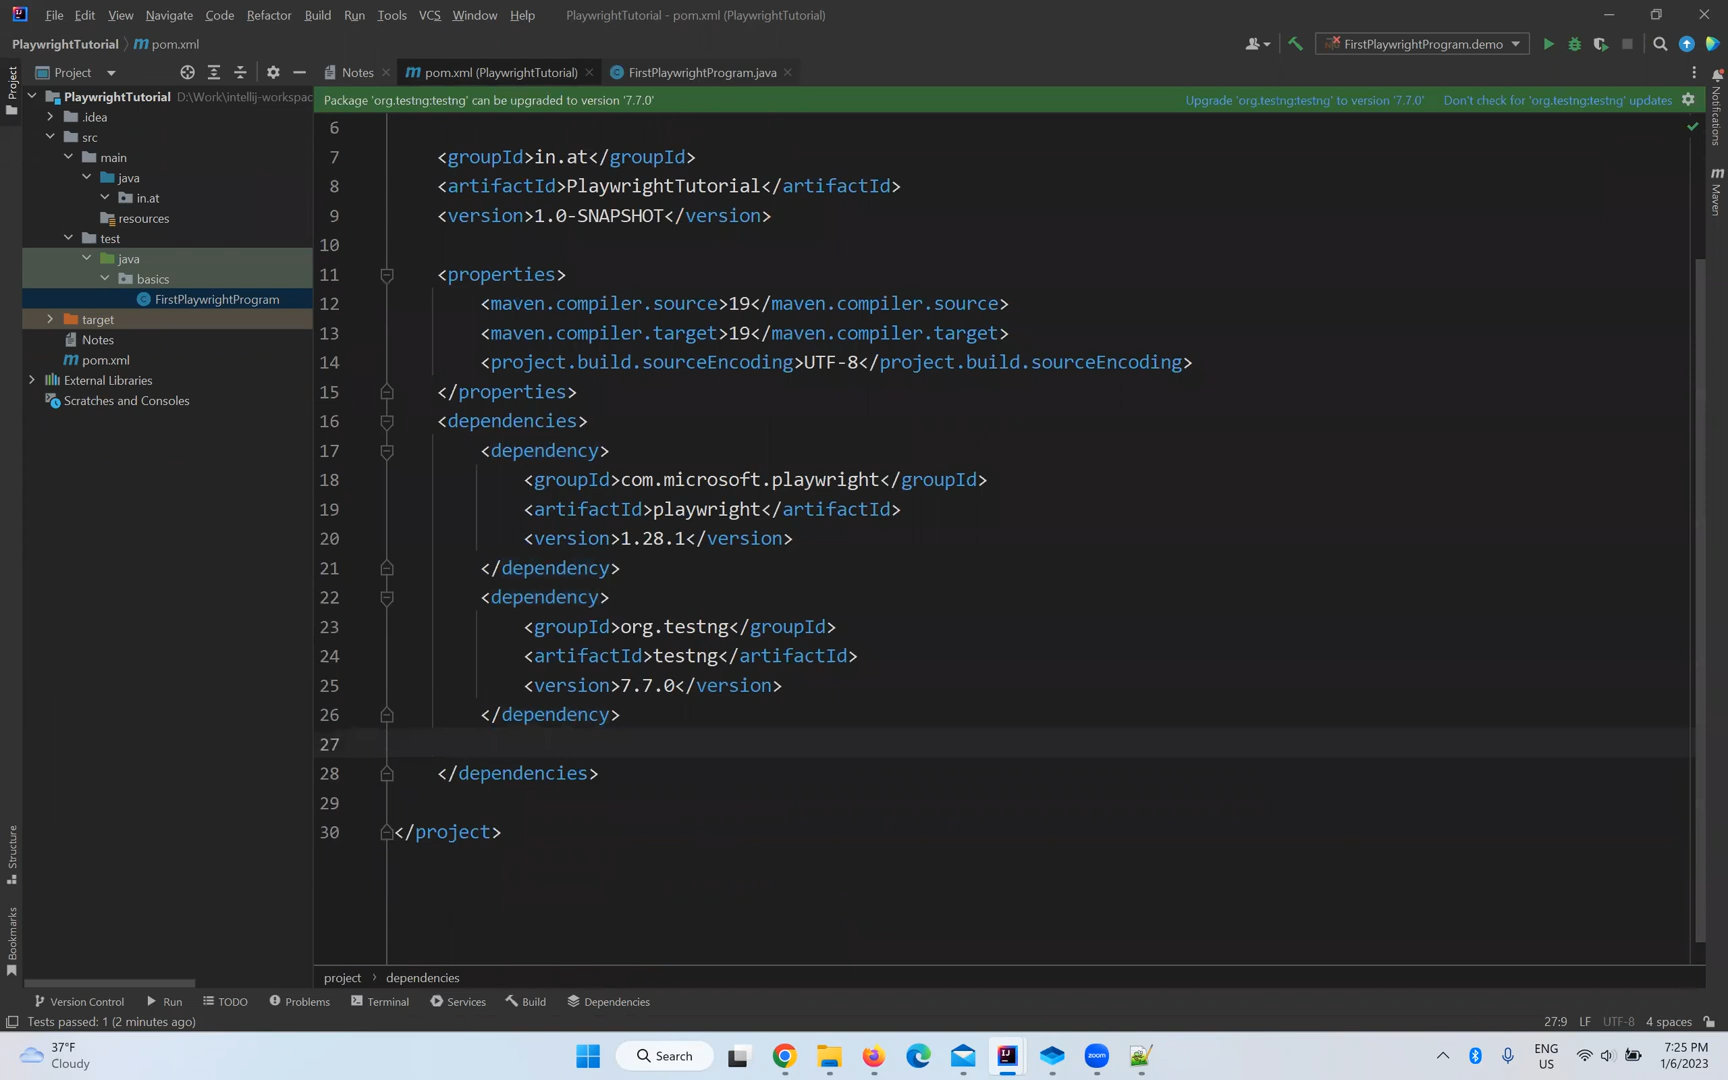 File Edit View Navigate Code Refactor Build Run Tools VCS Window Help PlaywrightTutorial - pom.xml (PlaywrightTutorial)
PlaywrightTutorial pom.xml FirstPlaywrightProgram.demo
Project Notes pom.xml (PlaywrightTutorial) FirstPlaywrightProgram.java
Package 'org.testng:testng' can be upgraded to version '7.7.0' Upgrade 'org.testng:testng' to version '7.7.0' Don't check for 'org.testng:testng' updates
Project
Structure
Bookmarks
Notifications
Maven
PlaywrightTutorial D:\Work\intellij-workspac
.idea
src
main
java
in.at
resources
test
java
basics
FirstPlaywrightProgram
target
Notes
pom.xml
External Libraries
Scratches and Consoles
6
7 <groupId>in.at</groupId>
8 <artifactId>PlaywrightTutorial</artifactId>
9 <version>1.0-SNAPSHOT</version>
10
11 <properties>
12 <maven.compiler.source>19</maven.compiler.source>
13 <maven.compiler.target>19</maven.compiler.target>
14 <project.build.sourceEncoding>UTF-8</project.build.sourceEncoding>
15 </properties>
16 <dependencies>
17 <dependency>
18 <groupId>com.microsoft.playwright</groupId>
19 <artifactId>playwright</artifactId>
20 <version>1.28.1</version>
21 </dependency>
22 <dependency>
23 <groupId>org.testng</groupId>
24 <artifactId>testng</artifactId>
25 <version>7.7.0</version>
26 </dependency>
27
28 </dependencies>
29
30 </project>
project dependencies
Version Control Run TODO Problems Terminal Services Build Dependencies
Tests passed: 1 (2 minutes ago) 27:9 LF UTF-8 4 spaces
37°F
Cloudy
Search
zoom
ENG
US
7:25 PM
1/6/2023